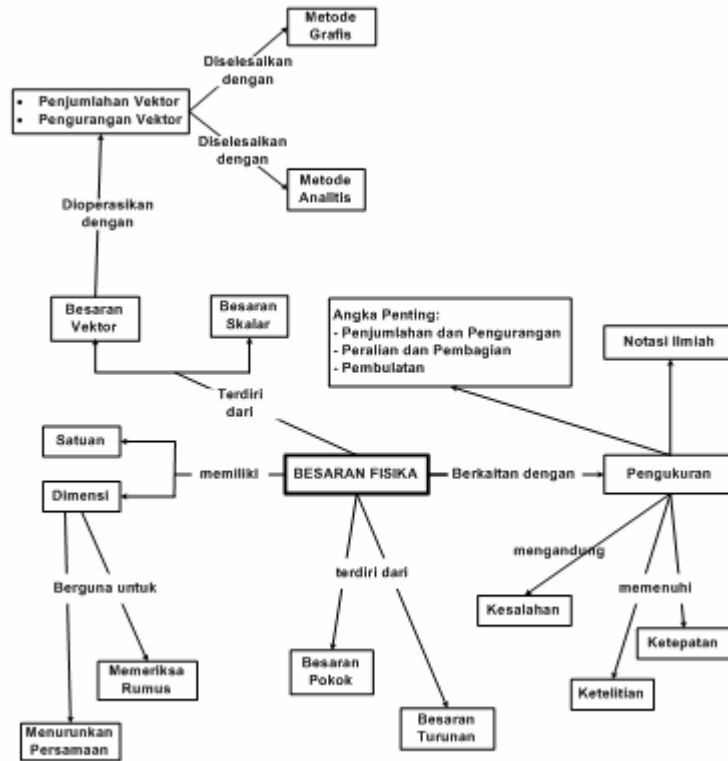 Metode
Grafis
Diselesaikan
dengan
• Penjumlahan Vektor
• Pengurangan Vektor
Diselesaikan
dengan
Metode
Analitis
Dioperasikan
dengan
Besaran
Vektor
Besaran
Skalar
Angka Penting:
- Penjumlahan dan Pengurangan
- Peralian dan Pembagian
- Pembulatan
Notasi Ilmiah
Terdiri
dari
Satuan
memiliki
BESARAN FISIKA
Berkaitan dengan
Pengukuran
Dimensi
mengandung
terdiri dari
Berguna untuk
memenuhi
Kesalahan
Ketepatan
Besaran
Pokok
Memeriksa
Rumus
Ketelitian
Besaran
Turunan
Menurunkan
Persamaan